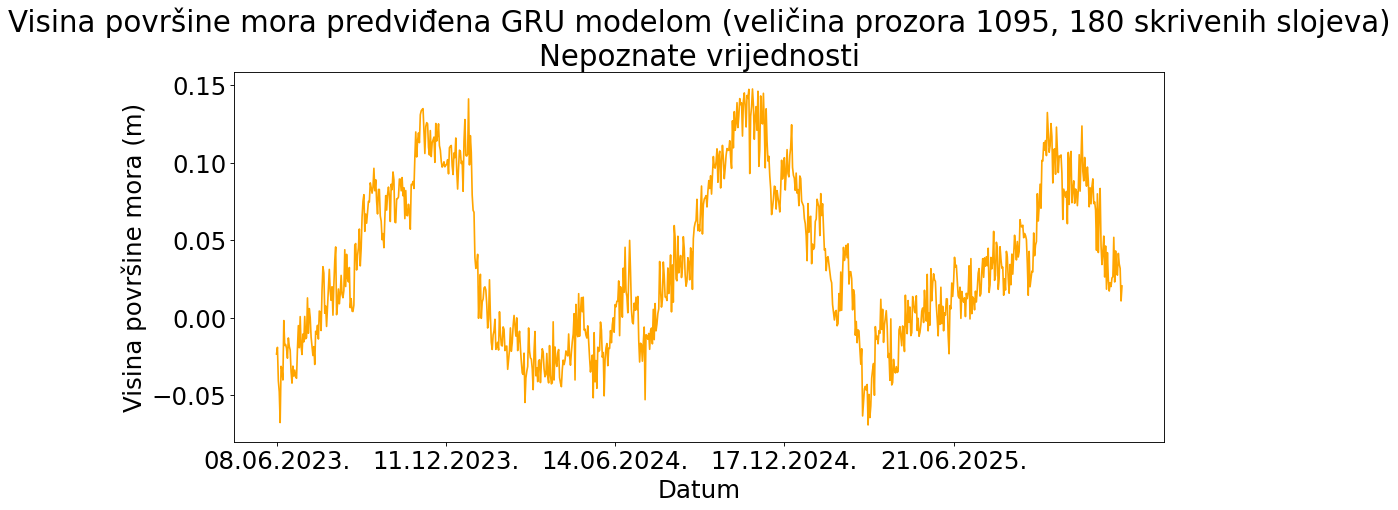 Visina površine mora predviđena GRU modelom (veličina prozora 1095, 180 skrivenih slojeva)
Nepoznate vrijednosti
Visina površine mora (m)
0.15
0.10
0.05
0.00
−0.05
08.06.2023. 11.12.2023. 14.06.2024. 17.12.2024. 21.06.2025.
Datum